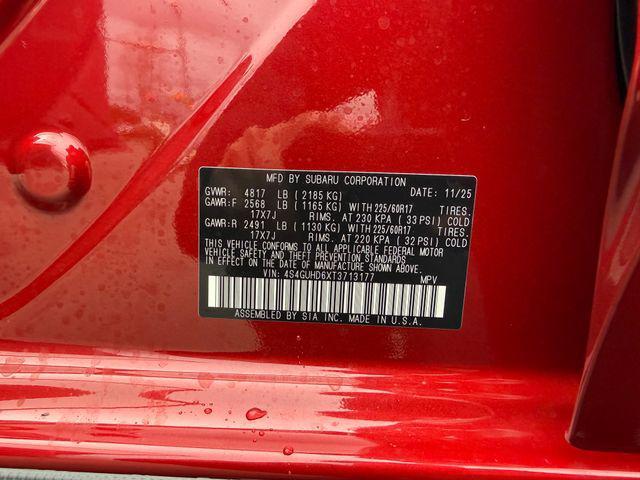 MFD BY SUBARU CORPORATION
GVWR: 4817 LB (2185 KG) DATE: 11/25
GAWR:F 2568 LB (1165 KG) WITH 225/60R17 TIRES.
17X7J RIMS. AT 230 KPA (33 PSI) COLD
GAWR:R 2491 LB (1130 KG) WITH 225/60R17 TIRES.
17X7J RIMS. AT 220 KPA (32 PSI) COLD
THIS VEHICLE CONFORMS TO ALL APPLICABLE FEDERAL MOTOR
VEHICLE SAFETY AND THEFT PREVENTION STANDARDS
IN EFFECT ON THE DATE OF MANUFACTURE SHOWN ABOVE.
VIN: 4S4GUHD6XT3713177 MPV
ASSEMBLED BY SIA INC. MADE IN U.S.A.